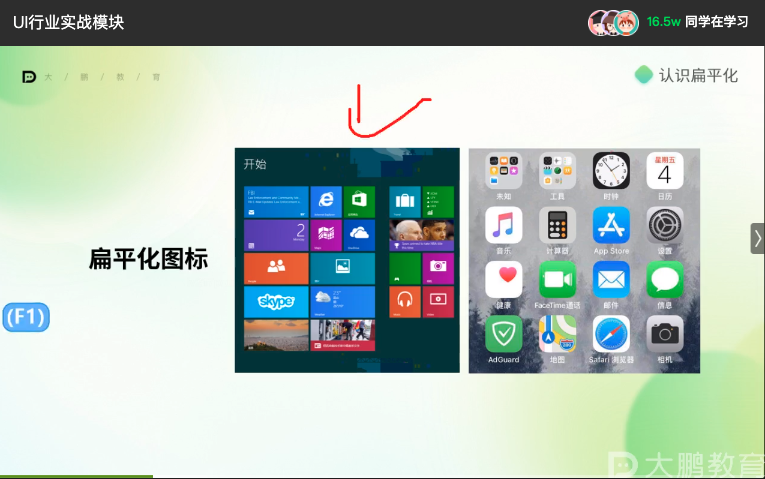 UI行业实战模块
16.5w 同学在学习
大 / 鹏 / 教 / 育
认识扁平化
开始
扁平化图标
(F1)
2
skype
星期五
4
未知
工具
时钟
日历
音乐
计算器
App Store
设置
健康
FaceTime通话
邮件
信息
280
AdGuard
地图
Safari 浏览器
相机
大鹏教育